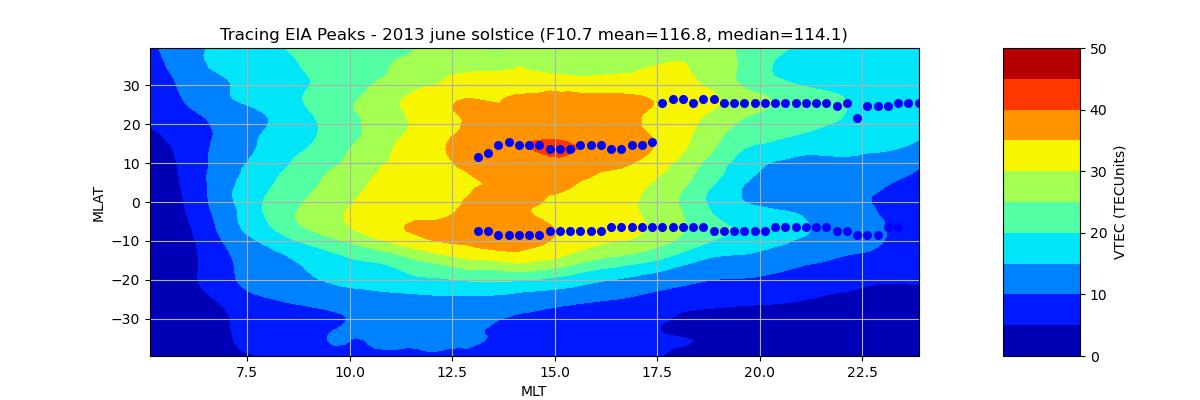 Tracing EIA Peaks - 2013 june solstice (F10.7 mean=116.8, median=114.1)
MLAT
30
20
10
0
−10
−20
−30
7.5 10.0 12.5 15.0 17.5 20.0 22.5
MLT
50
40
30
20
10
0
VTEC (TECUnits)